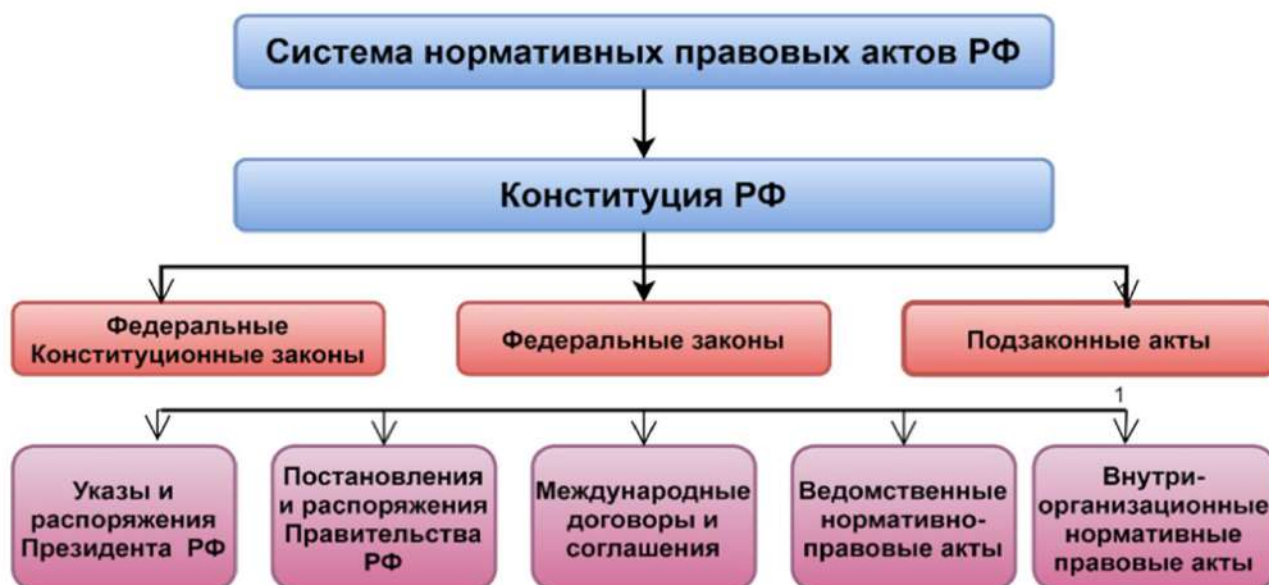 Система нормативных правовых актов РФ
Конституция РФ
Федеральные
Конституционные законы
Федеральные законы
Подзаконные акты
1
Указы и
распоряжения
Президента РФ
Постановления
и распоряжения
Правительства
РФ
Международные
договоры и
соглашения
Ведомственные
нормативно-
правовые акты
Внутри-
организационные
нормативные
правовые акты